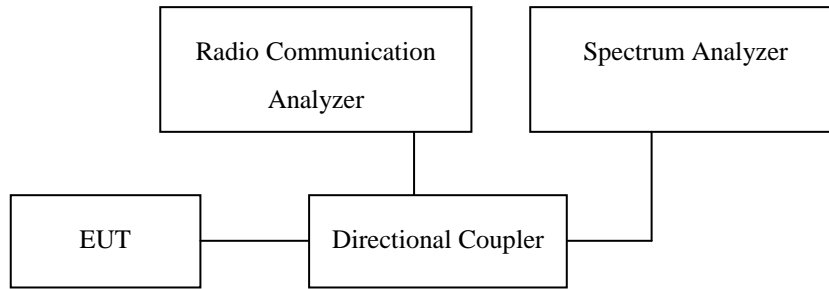 Radio Communication
Analyzer
Spectrum Analyzer
EUT
Directional Coupler